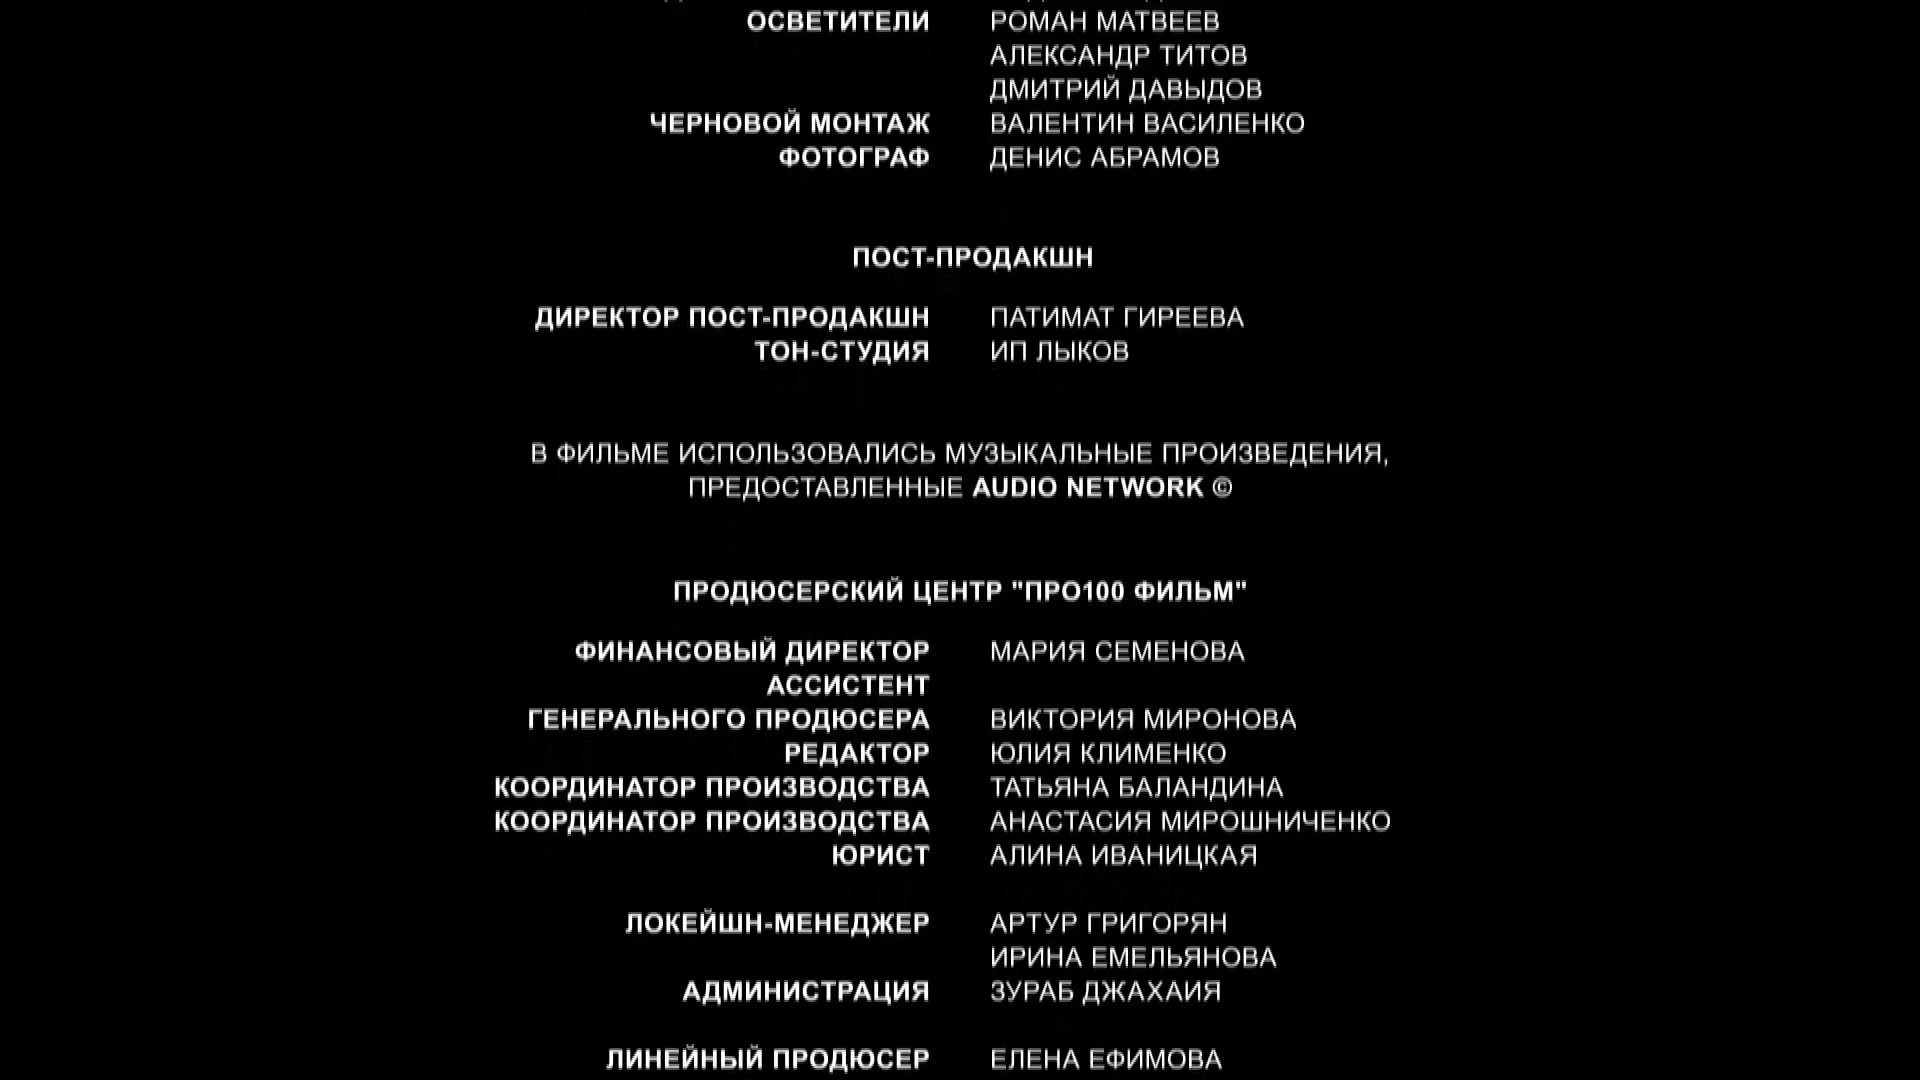 ОСВЕТИТЕЛИ РОМАН МАТВЕЕВ
АЛЕКСАНДР ТИТОВ
ДМИТРИЙ ДАВЫДОВ
ЧЕРНОВОЙ МОНТАЖ ВАЛЕНТИН ВАСИЛЕНКО
ФОТОГРАФ ДЕНИС АБРАМОВ
ПОСТ-ПРОДАКШН
ДИРЕКТОР ПОСТ-ПРОДАКШН ПАТИМАТ ГИРЕЕВА
ТОН-СТУДИЯ ИП ЛЫКОВ
В ФИЛЬМЕ ИСПОЛЬЗОВАЛИСЬ МУЗЫКАЛЬНЫЕ ПРОИЗВЕДЕНИЯ,
ПРЕДОСТАВЛЕННЫЕ AUDIO NETWORK ©
ПРОДЮСЕРСКИЙ ЦЕНТР "ПРО100 ФИЛЬМ"
ФИНАНСОВЫЙ ДИРЕКТОР МАРИЯ СЕМЕНОВА
АССИСТЕНТ
ГЕНЕРАЛЬНОГО ПРОДЮСЕРА ВИКТОРИЯ МИРОНОВА
РЕДАКТОР ЮЛИЯ КЛИМЕНКО
КООРДИНАТОР ПРОИЗВОДСТВА ТАТЬЯНА БАЛАНДИНА
КООРДИНАТОР ПРОИЗВОДСТВА АНАСТАСИЯ МИРОШНИЧЕНКО
ЮРИСТ АЛИНА ИВАНИЦКАЯ
ЛОКЕЙШН-МЕНЕДЖЕР АРТУР ГРИГОРЯН
ИРИНА ЕМЕЛЬЯНОВА
АДМИНИСТРАЦИЯ ЗУРАБ ДЖАХАИЯ
ЛИНЕЙНЫЙ ПРОДЮСЕР ЕЛЕНА ЕФИМОВА